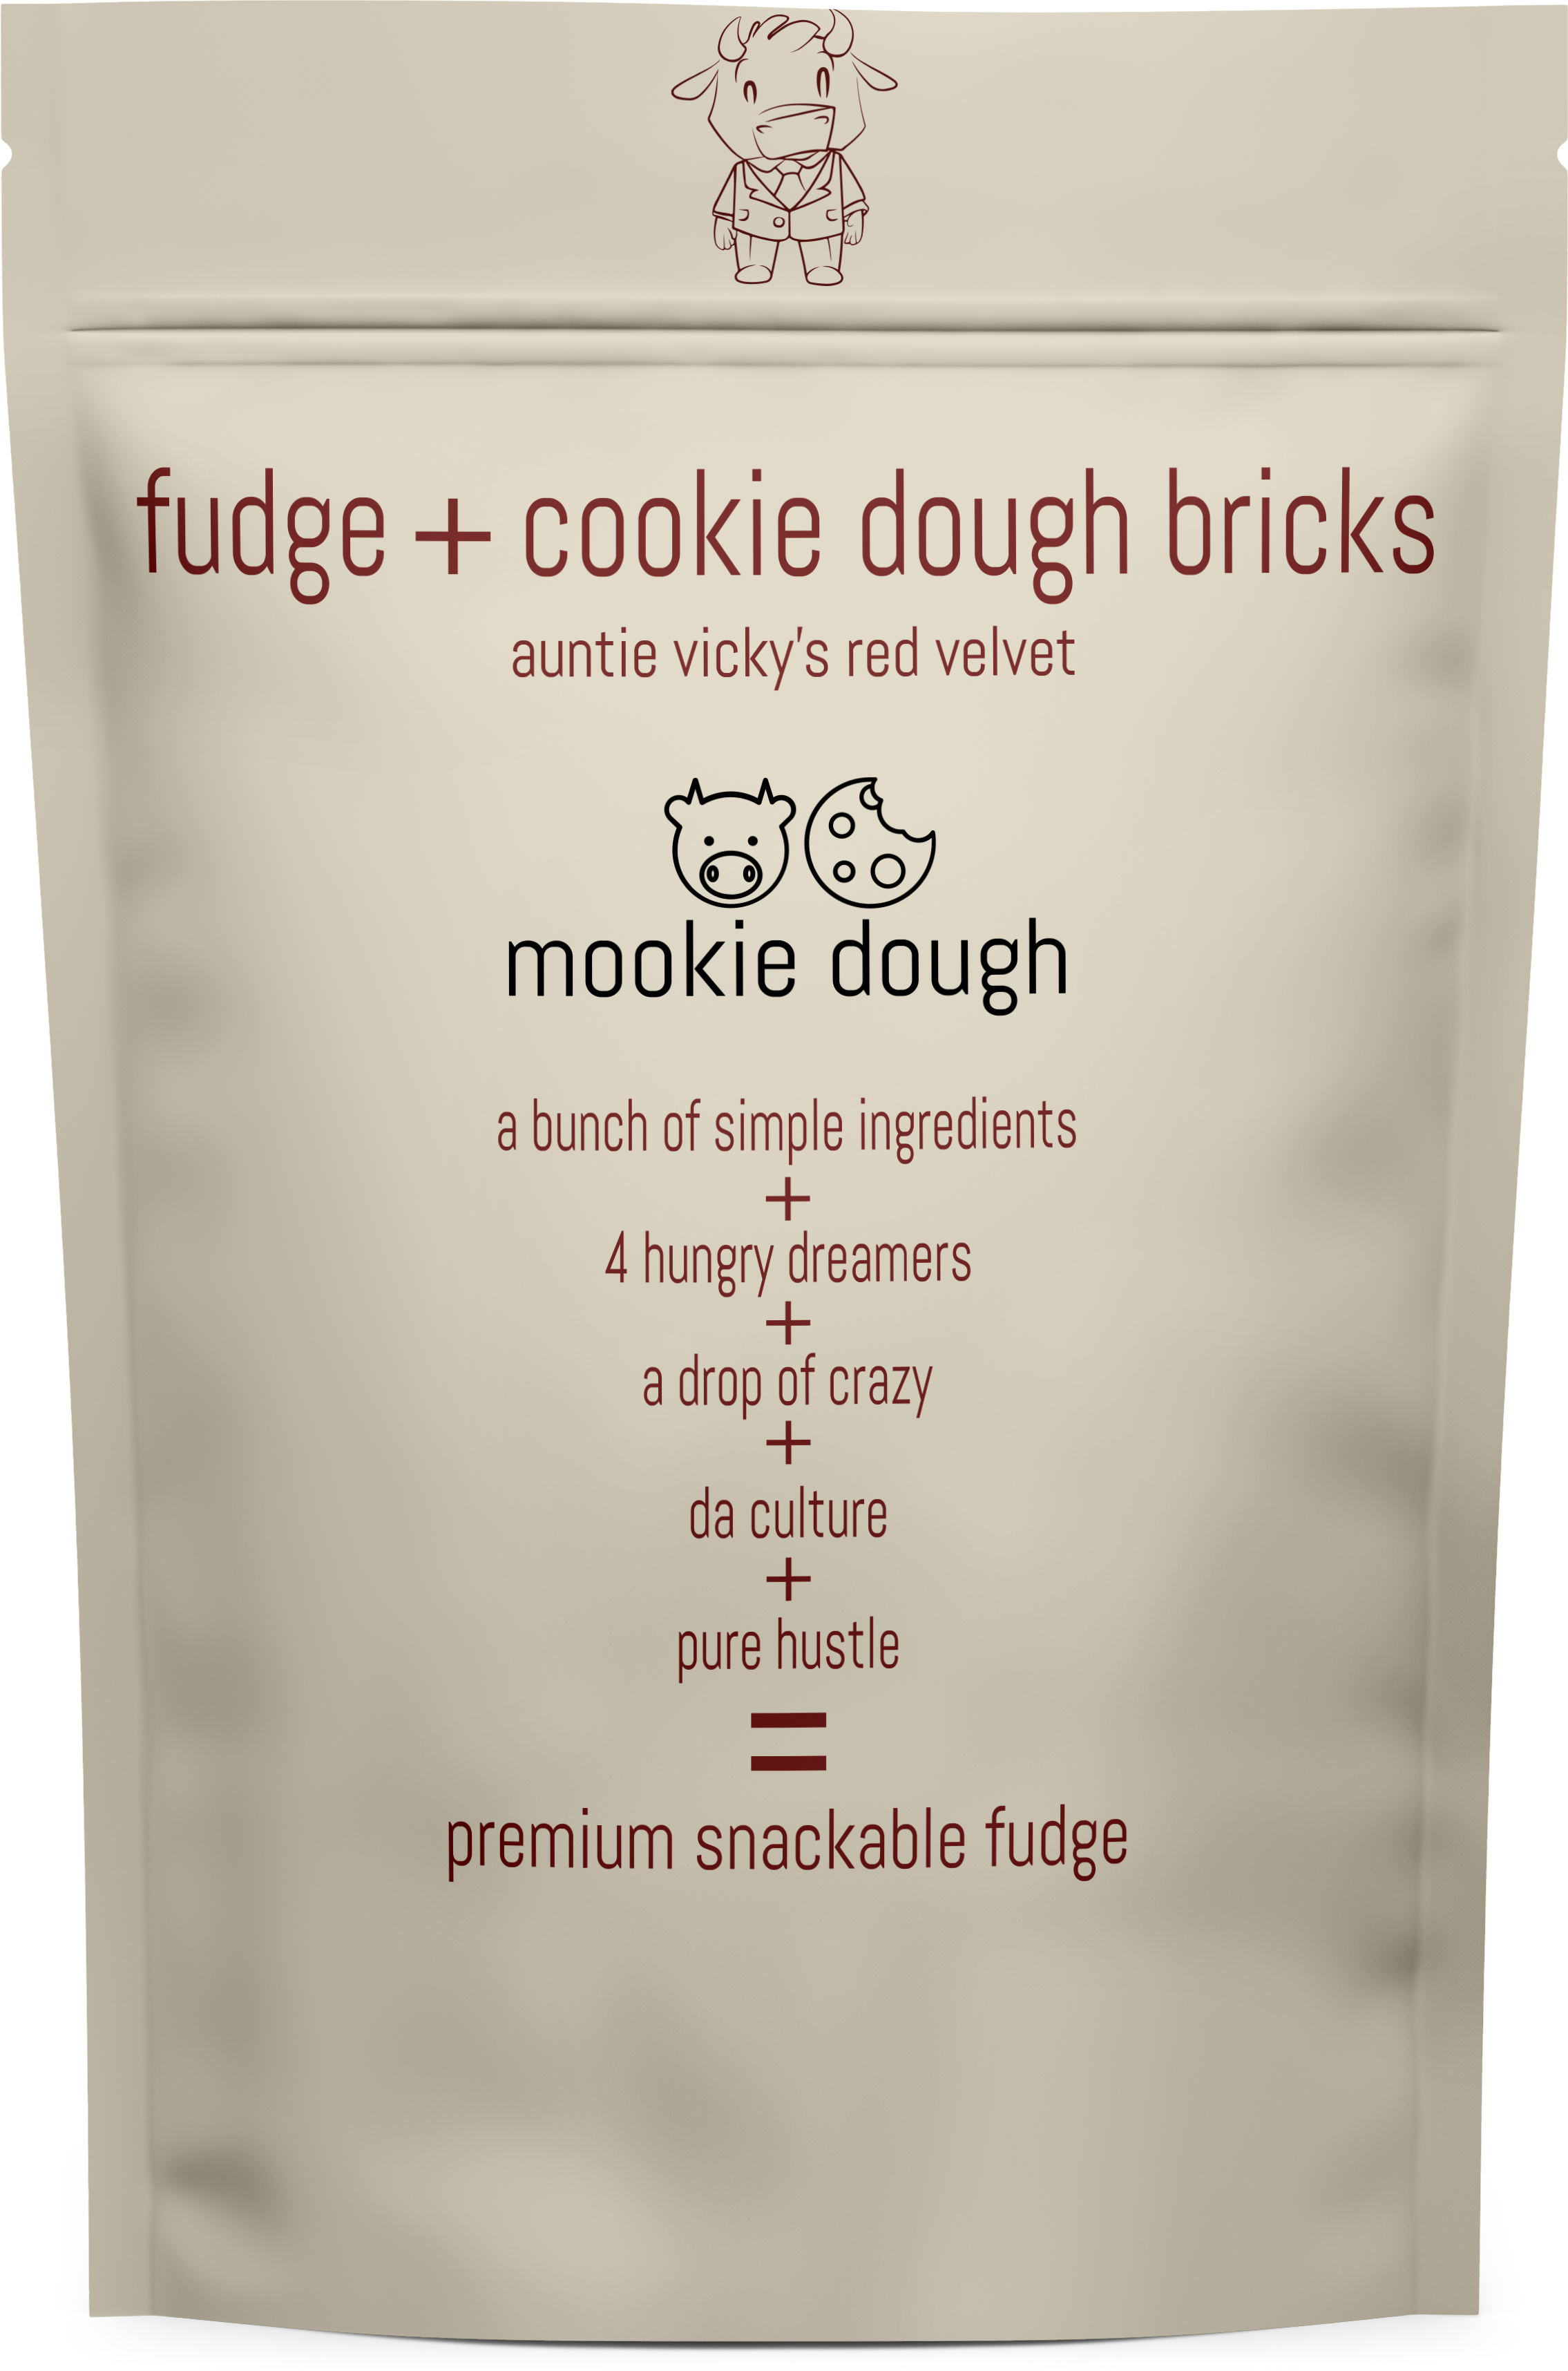 fudge + cookie dough bricks
auntie vicky's red velvet
mookie dough
a bunch of simple ingredients
+
4 hungry dreamers
+
a drop of crazy
+
da culture
+
pure hustle
=
premium snackable fudge